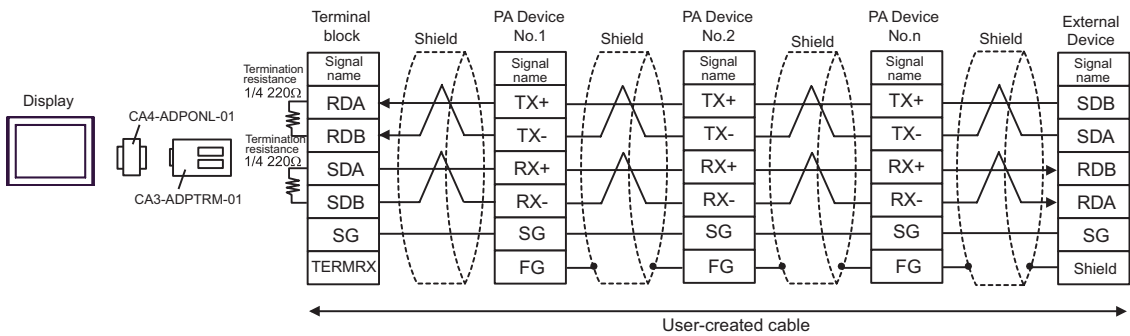 Terminal
block
PA Device
No.1
PA Device
No.2
PA Device
No.n
External
Device
Shield
Shield
Shield
Shield
Signal
name
Signal
name
Signal
name
Signal
name
Signal
name
Termination
resistance
1/4 220Ω
Display
CA4-ADPONL-01
RDA
TX+
TX+
TX+
SDB
RDB
TX-
TX-
TX-
SDA
Termination
resistance
1/4 220Ω
SDA
RX+
RX+
RX+
RDB
CA3-ADPTRM-01
SDB
RX-
RX-
RX-
RDA
SG
SG
SG
SG
SG
TERMRX
FG
FG
FG
Shield
User-created cable